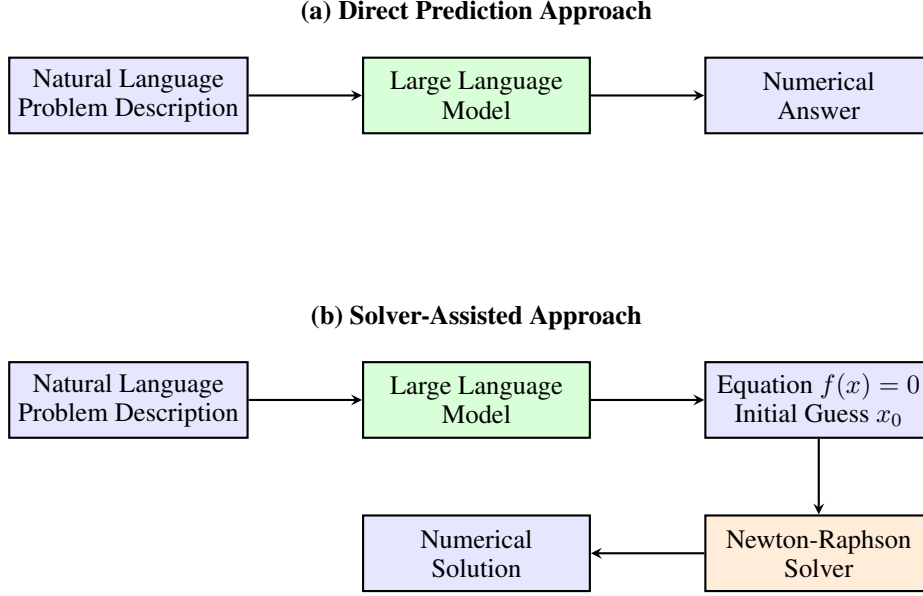 (a) Direct Prediction Approach
Natural Language
Problem Description
Large Language
Model
Numerical
Answer
(b) Solver-Assisted Approach
Natural Language
Problem Description
Large Language
Model
Equation f(x) = 0
Initial Guess x₀
Numerical
Solution
Newton-Raphson
Solver